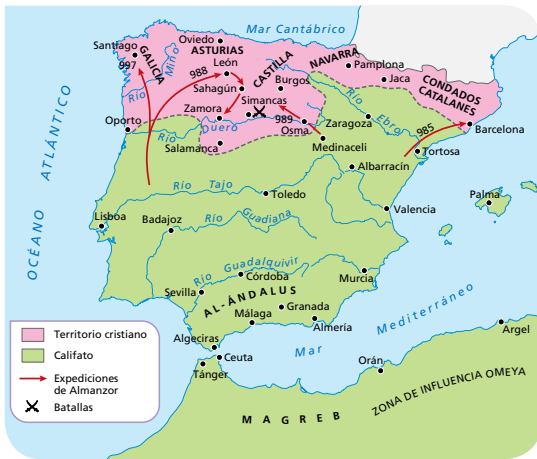 Mar Cantábrico
Oviedo
Santiago
ASTURIAS
GALICIA
NAVARRA
997
988
León
CASTILLA
Pamplona
Río Miño
Jaca
Sahagún
Burgos
CONDADOS
CATALANES
Simancas
Zamora
Oporto
Río Duero
989
Osma
Zaragoza
Río Ebro
985
Barcelona
Salamanca
Medinaceli
Tortosa
Albarracín
OCÉANO ATLÁNTICO
Río Tajo
Toledo
Palma
Lisboa
Badajoz
Río Guadiana
Valencia
Río Guadalquivir
Córdoba
Murcia
Sevilla
AL-ÁNDALUS
Granada
Málaga
Almería
Mar Mediterráneo
Algeciras
Ceuta
Tánger
Orán
Argel
ZONA DE INFLUENCIA OMEYA
MAGREB
Territorio cristiano
Califato
Expediciones
de Almanzor
Batallas